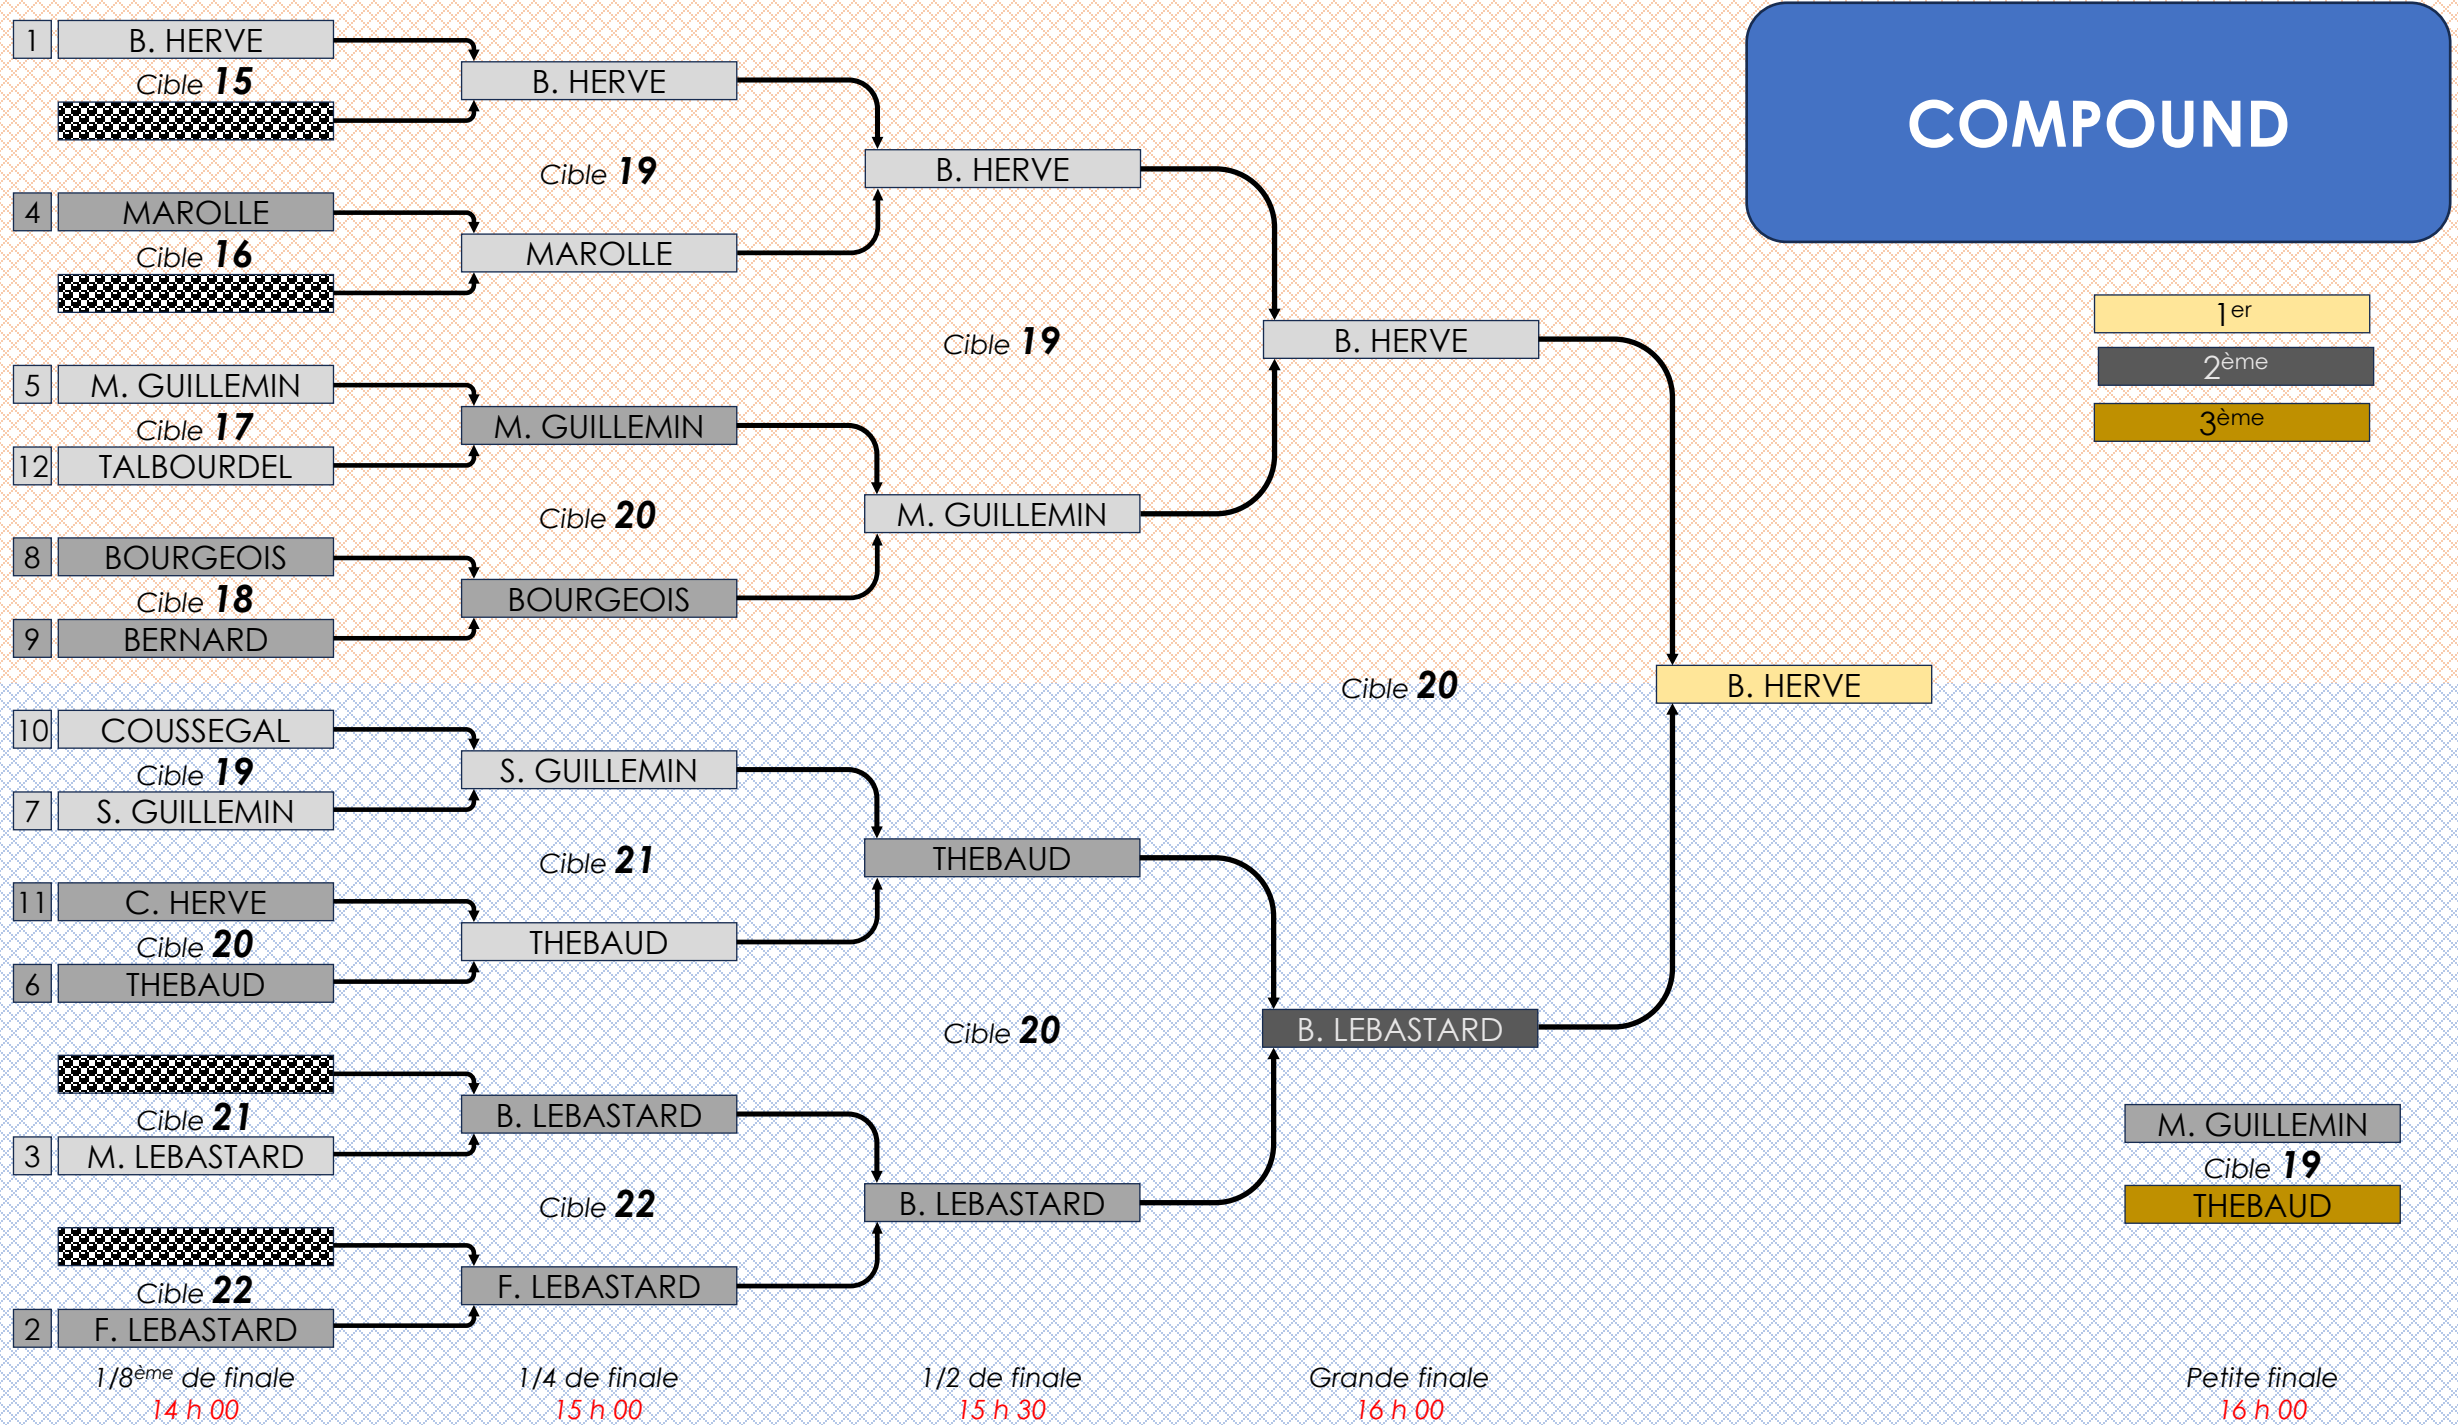 COMPOUND
1er
2ème
3ème
1 B. HERVE
Cible 15
4 MAROLLE
Cible 16
5 M. GUILLEMIN
Cible 17
12 TALBOURDEL
8 BOURGEOIS
Cible 18
9 BERNARD
10 COUSSEGAL
Cible 19
7 S. GUILLEMIN
11 C. HERVE
Cible 20
6 THEBAUD
Cible 21
3 M. LEBASTARD
Cible 22
2 F. LEBASTARD
1/8ème de finale
14 h 00
B. HERVE
Cible 19
MAROLLE
M. GUILLEMIN
Cible 20
BOURGEOIS
S. GUILLEMIN
Cible 21
THEBAUD
B. LEBASTARD
Cible 22
F. LEBASTARD
1/4 de finale
15 h 00
B. HERVE
Cible 19
M. GUILLEMIN
THEBAUD
Cible 20
B. LEBASTARD
1/2 de finale
15 h 30
B. HERVE
Cible 20
B. LEBASTARD
Grande finale
16 h 00
B. HERVE
M. GUILLEMIN
Cible 19
THEBAUD
Petite finale
16 h 00